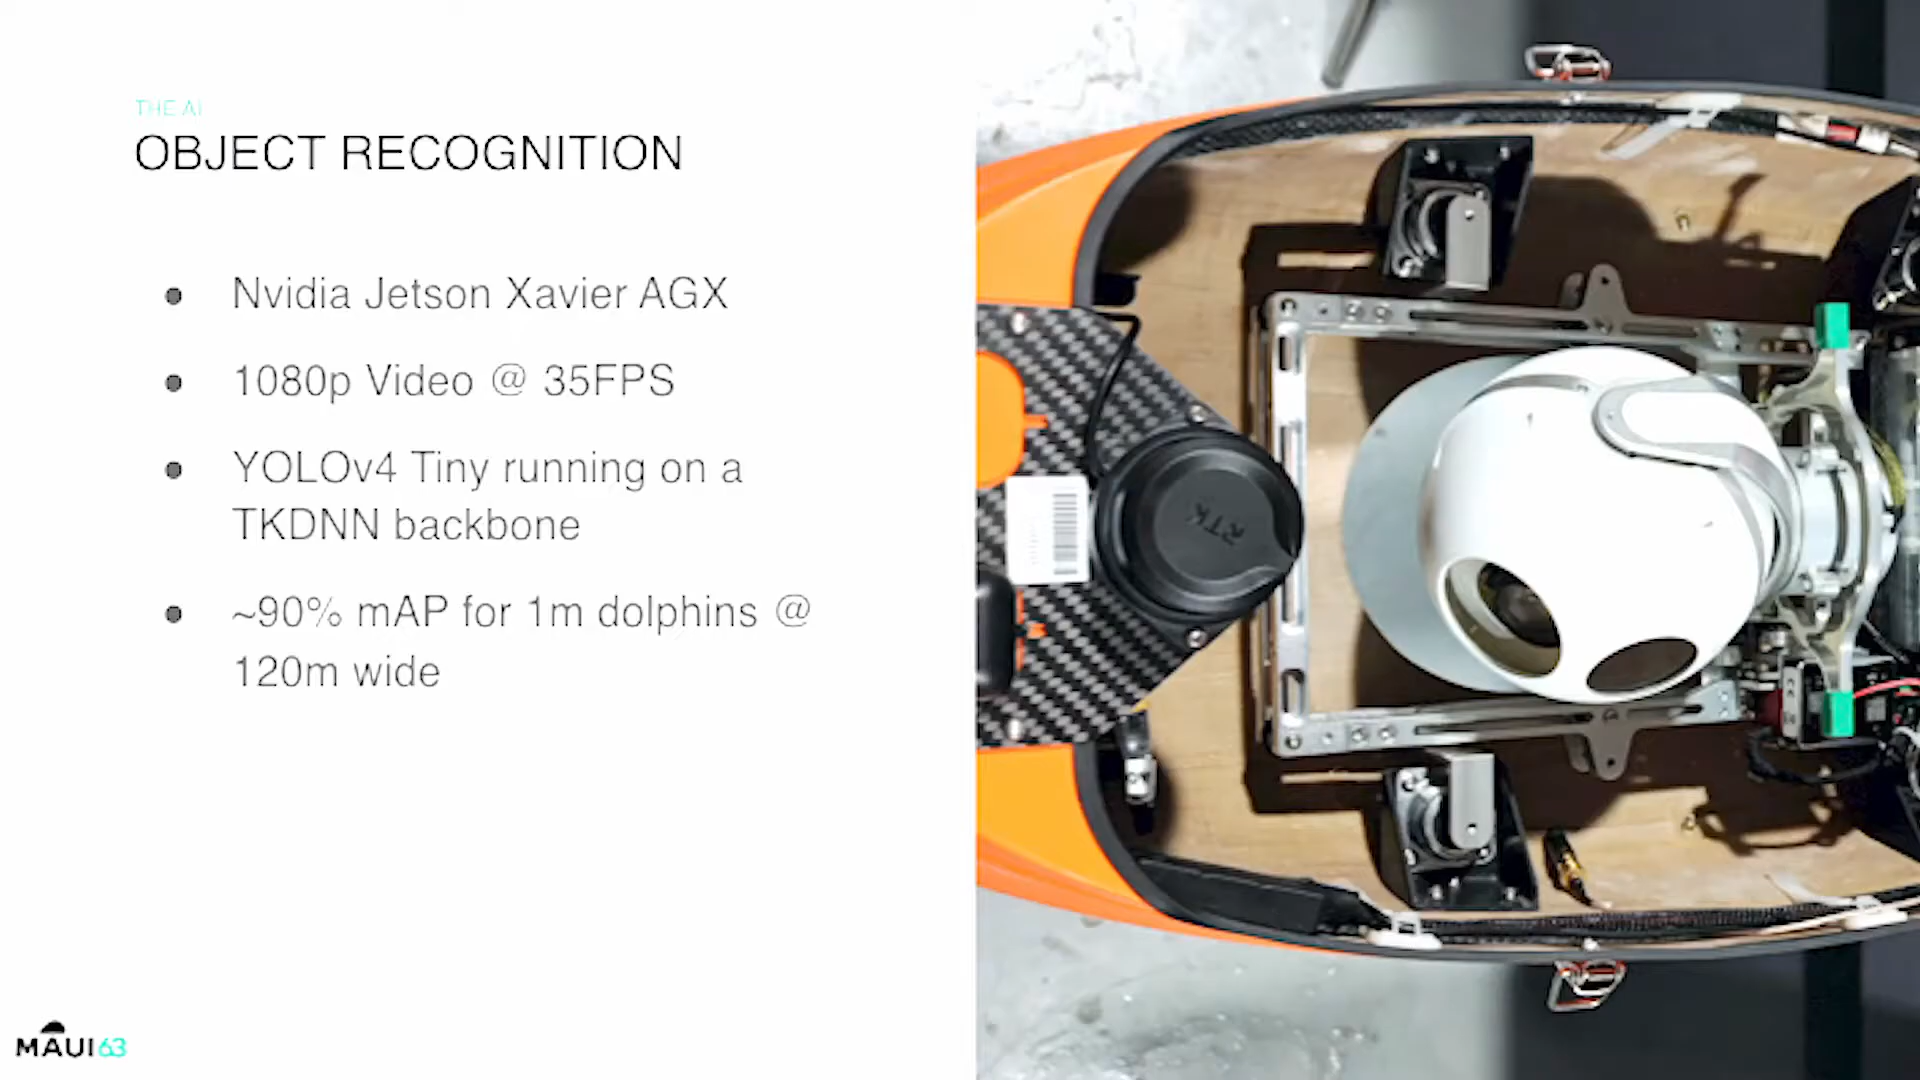 THE AI
OBJECT RECOGNITION
● Nvidia Jetson Xavier AGX
● 1080p Video @ 35FPS
● YOLOv4 Tiny running on a
TKDNN backbone
● ~90% mAP for 1m dolphins @
120m wide
RTK
MAUI63